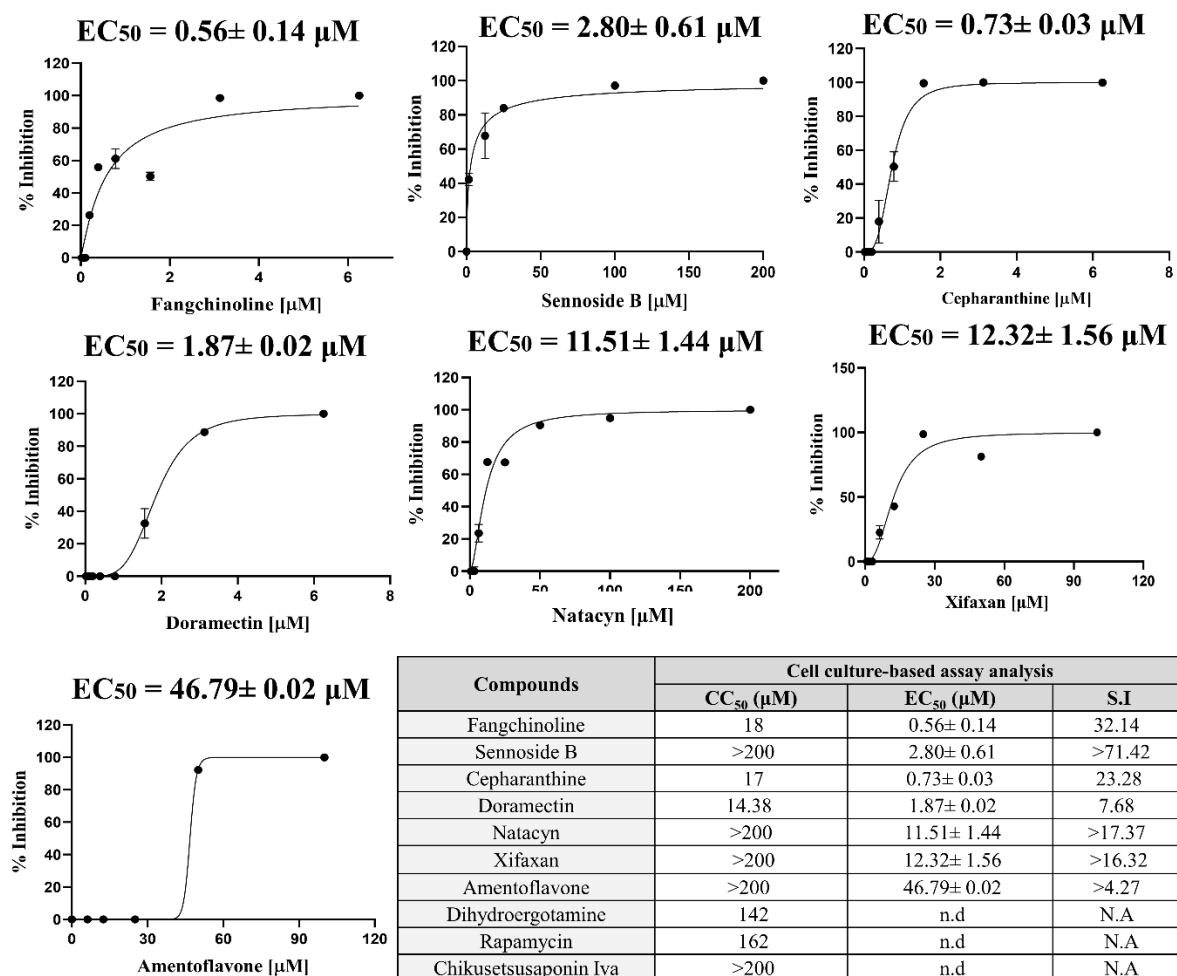 EC50 = 0.56± 0.14 μM
120
100
80
60
40
20
0
% Inhibition
0 2 4 6
Fangchinoline [μM]
EC50 = 2.80± 0.61 μM
120
100
80
60
40
20
0
% Inhibition
0 50 100 150 200
Sennoside B [μM]
EC50 = 0.73± 0.03 μM
120
100
80
60
40
20
0
% Inhibition
0 2 4 6 8
Cepharanthine [μM]
EC50 = 1.87± 0.02 μM
120
100
80
60
40
20
0
% Inhibition
0 2 4 6 8
Doramectin [μM]
EC50 = 11.51± 1.44 μM
120
100
80
60
40
20
0
% Inhibition
0 50 100 150 200
Natacyn [μM]
EC50 = 12.32± 1.56 μM
150
100
50
0
% Inhibition
0 30 60 90 120
Xifaxan [μM]
EC50 = 46.79± 0.02 μM
120
100
80
60
40
20
0
% Inhibition
0 30 60 90 120
Amentoflavone [μM]
Compounds Cell culture-based assay analysis
CC50 (μM) EC50 (μM) S.I
Fangchinoline 18 0.56± 0.14 32.14
Sennoside B >200 2.80± 0.61 >71.42
Cepharanthine 17 0.73± 0.03 23.28
Doramectin 14.38 1.87± 0.02 7.68
Natacyn >200 11.51± 1.44 >17.37
Xifaxan >200 12.32± 1.56 >16.32
Amentoflavone >200 46.79± 0.02 >4.27
Dihydroergotamine 142 n.d N.A
Rapamycin 162 n.d N.A
Chikusetsusaponin Iva >200 n.d N.A